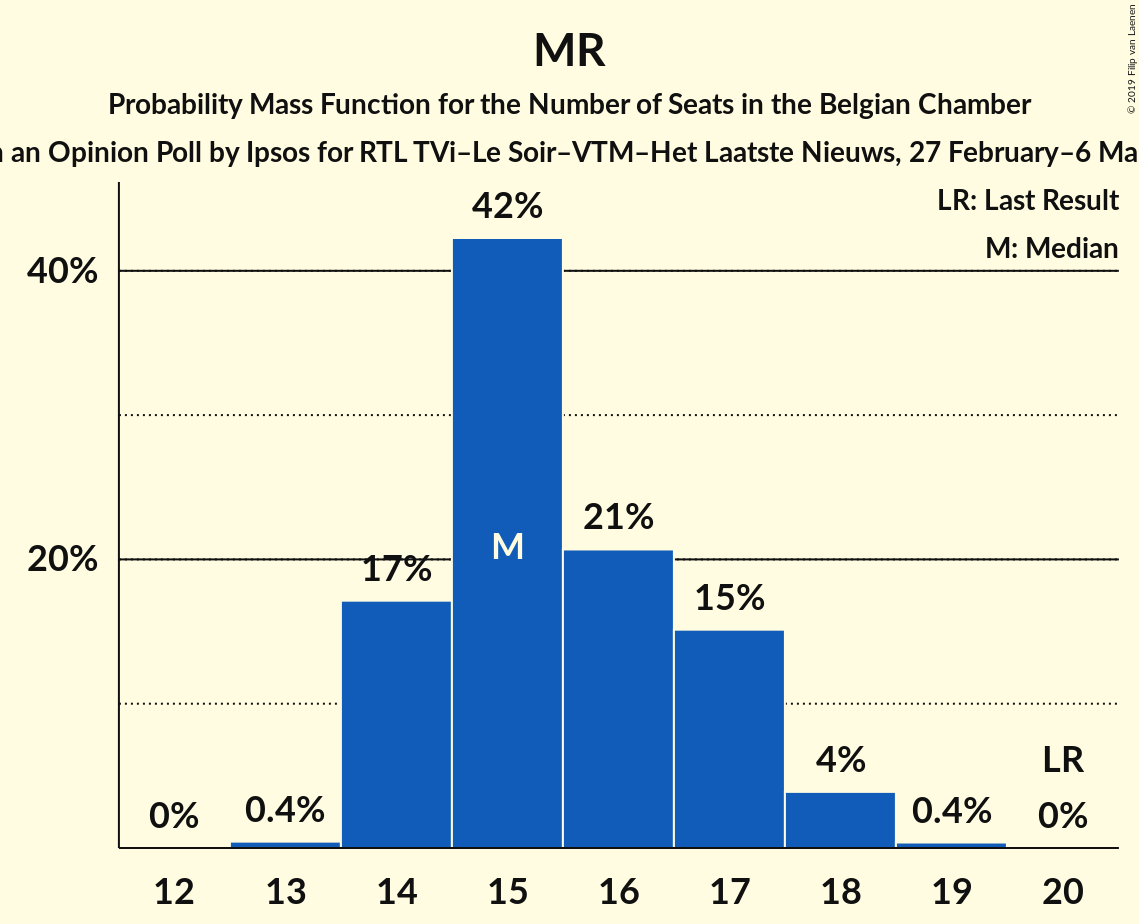 MR
Probability Mass Function for the Number of Seats in the Belgian Chamber
an Opinion Poll by Ipsos for RTL TVi–Le Soir–VTM–Het Laatste Nieuws, 27 February–6 Ma
© 2019 Filip van Laenen
LR: Last Result
M: Median
42%
40%
21%
M
20%
17%
15%
LR
4%
0%
0.4%
0.4%
0%
12 13 14 15 16 17 18 19 20